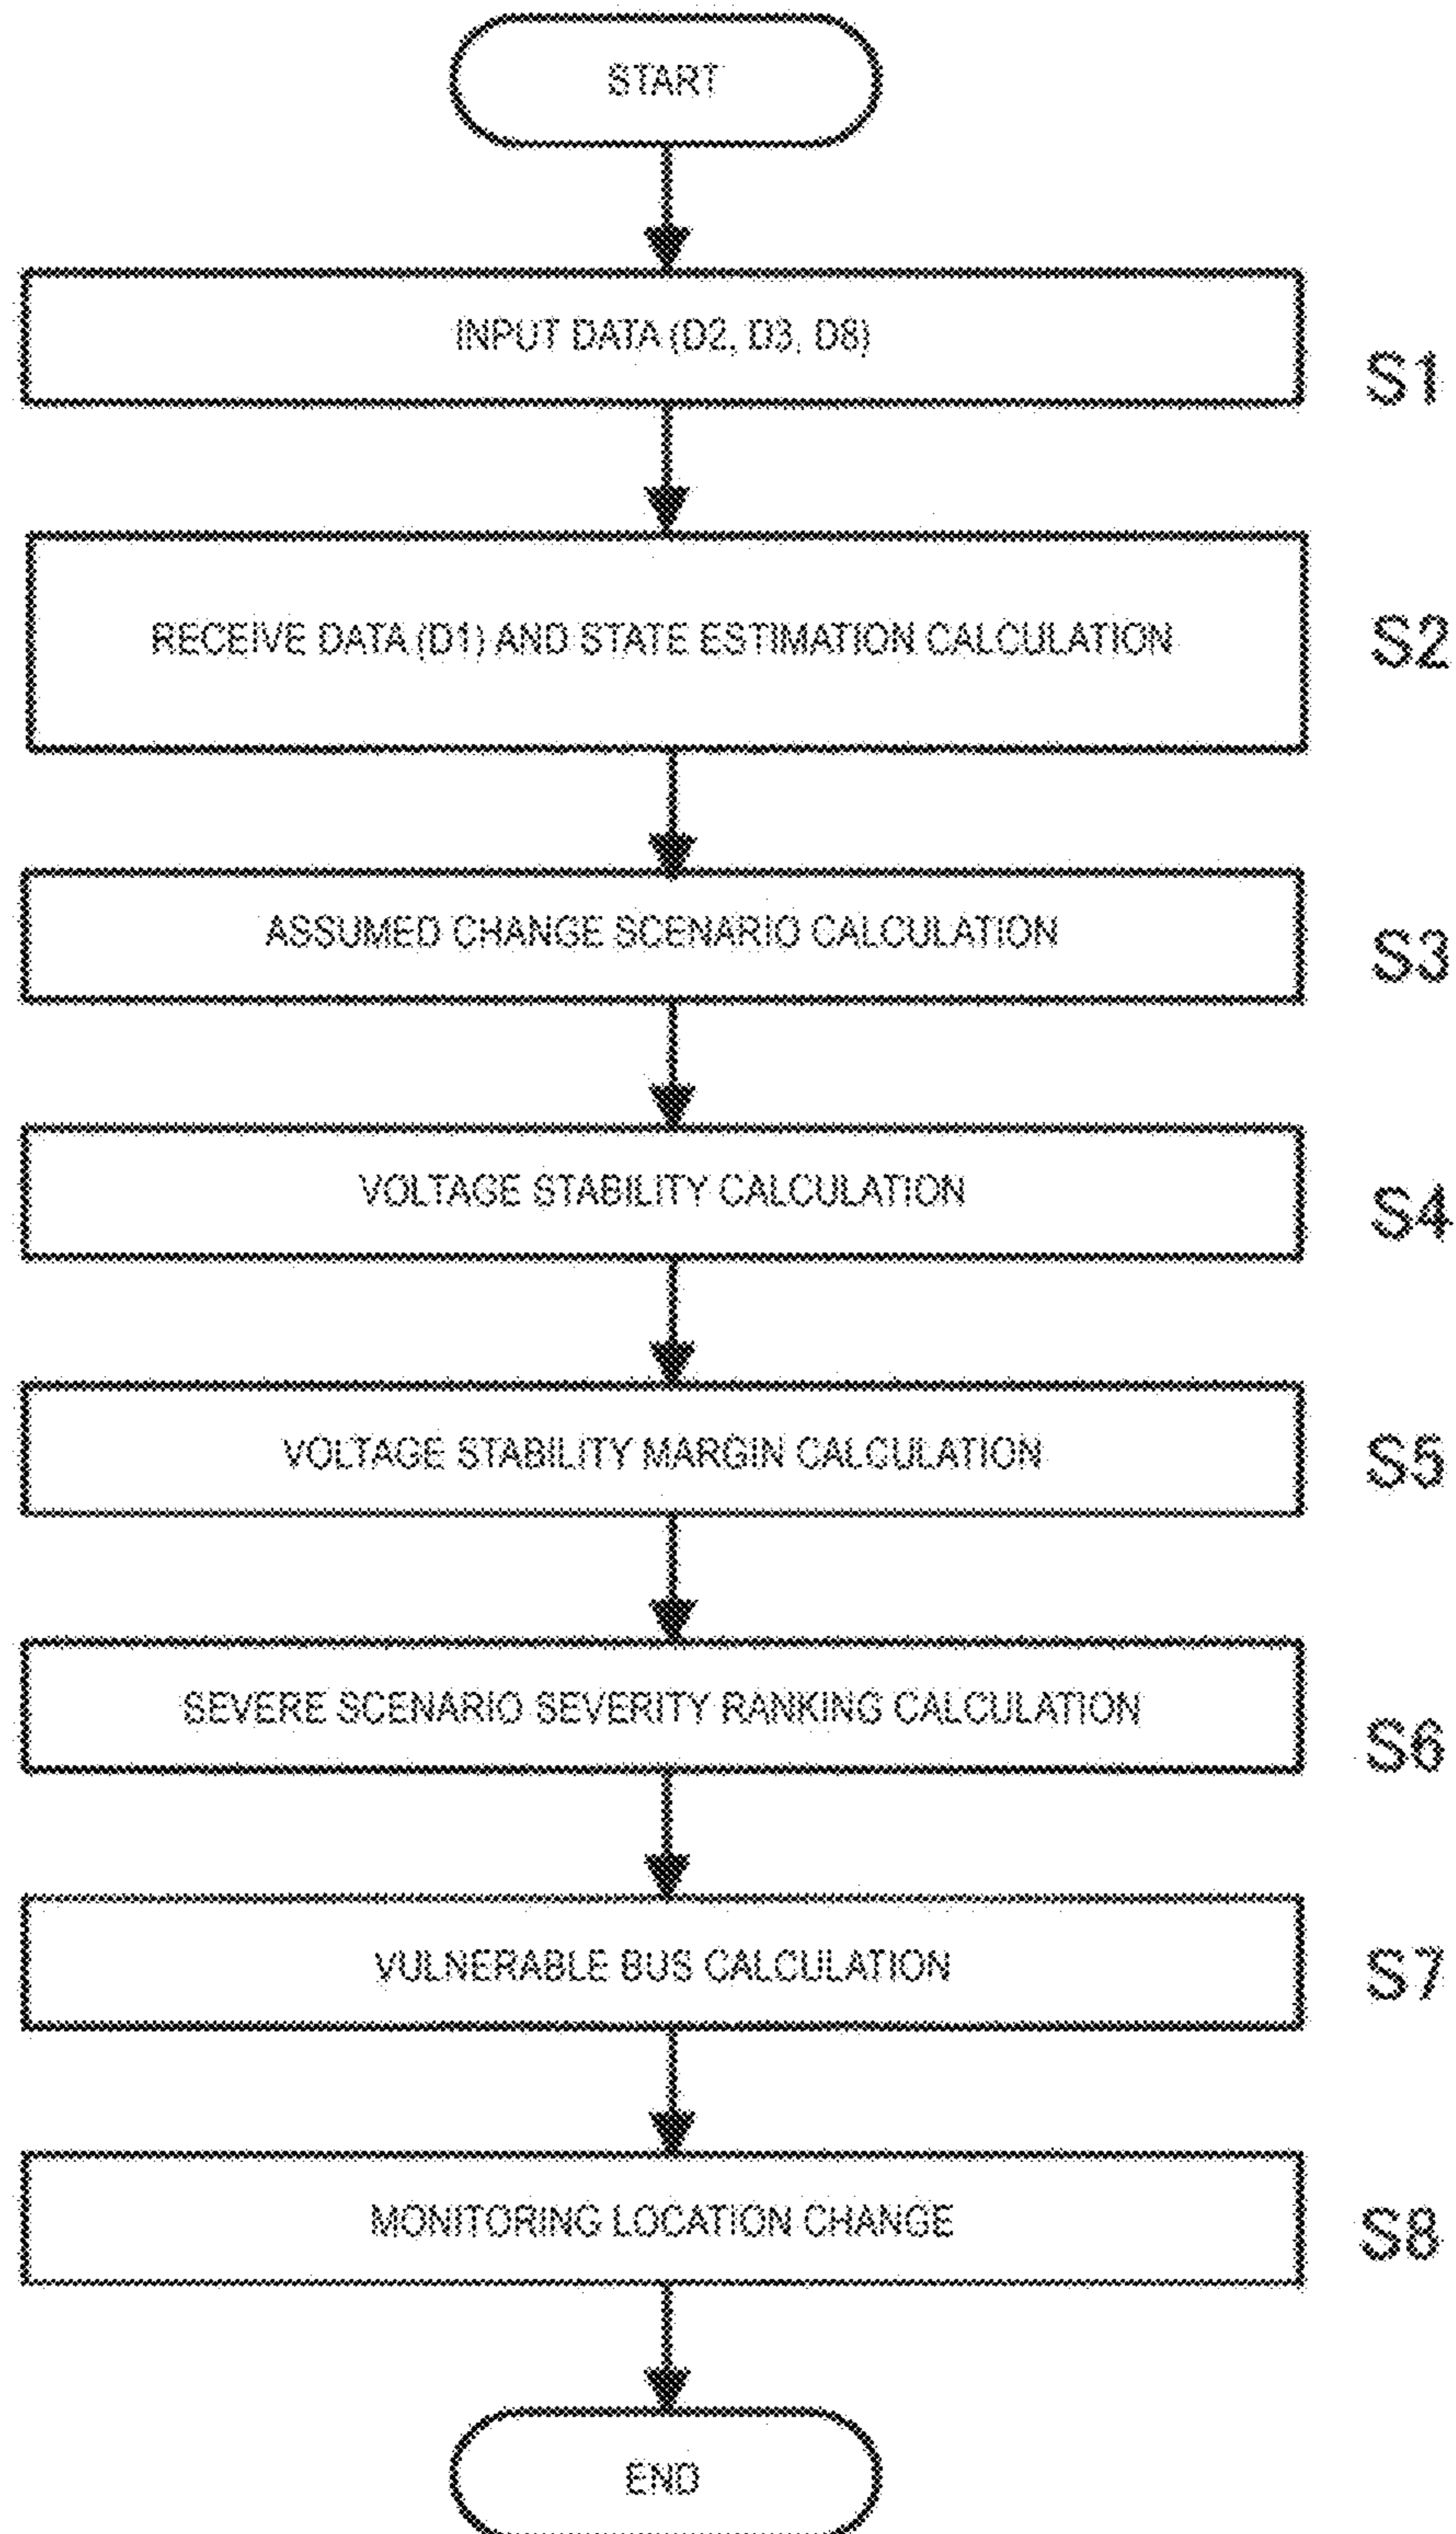 START
INPUT DATA (D2, D3, D8)
S1
RECEIVE DATA (D1) AND STATE ESTIMATION CALCULATION
S2
ASSUMED CHANGE SCENARIO CALCULATION
S3
VOLTAGE STABILITY CALCULATION
S4
VOLTAGE STABILITY MARGIN CALCULATION
S5
SEVERE SCENARIO SEVERITY RANKING CALCULATION
S6
VULNERABLE BUS CALCULATION
S7
MONITORING LOCATION CHANGE
S8
END